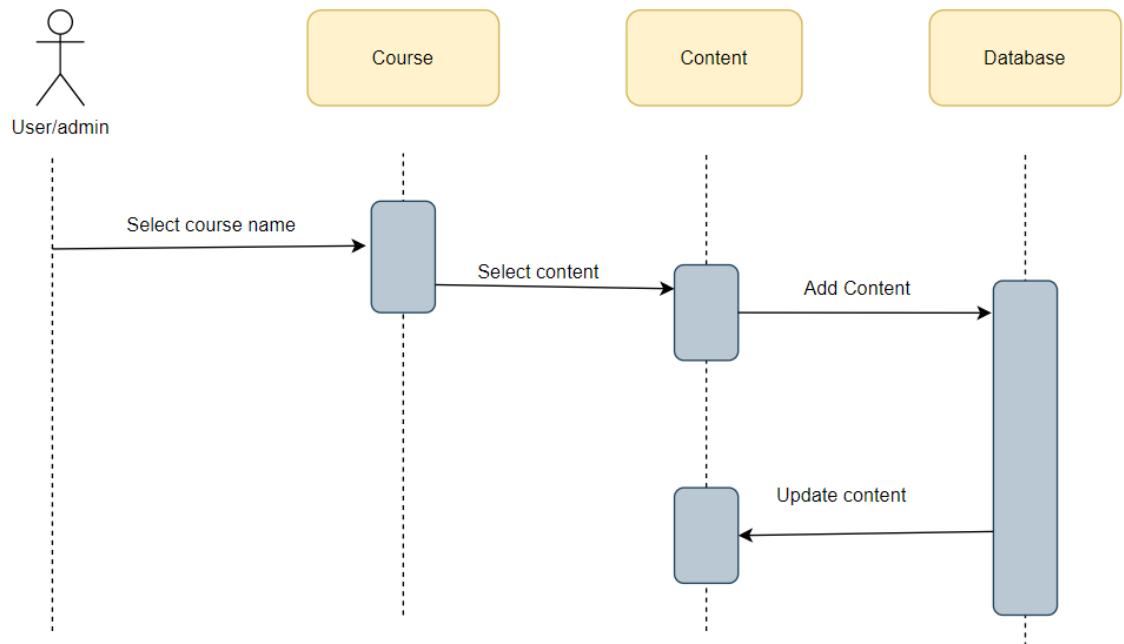 Course
Content
Database
User/admin
Select course name
Select content
Add Content
Update content